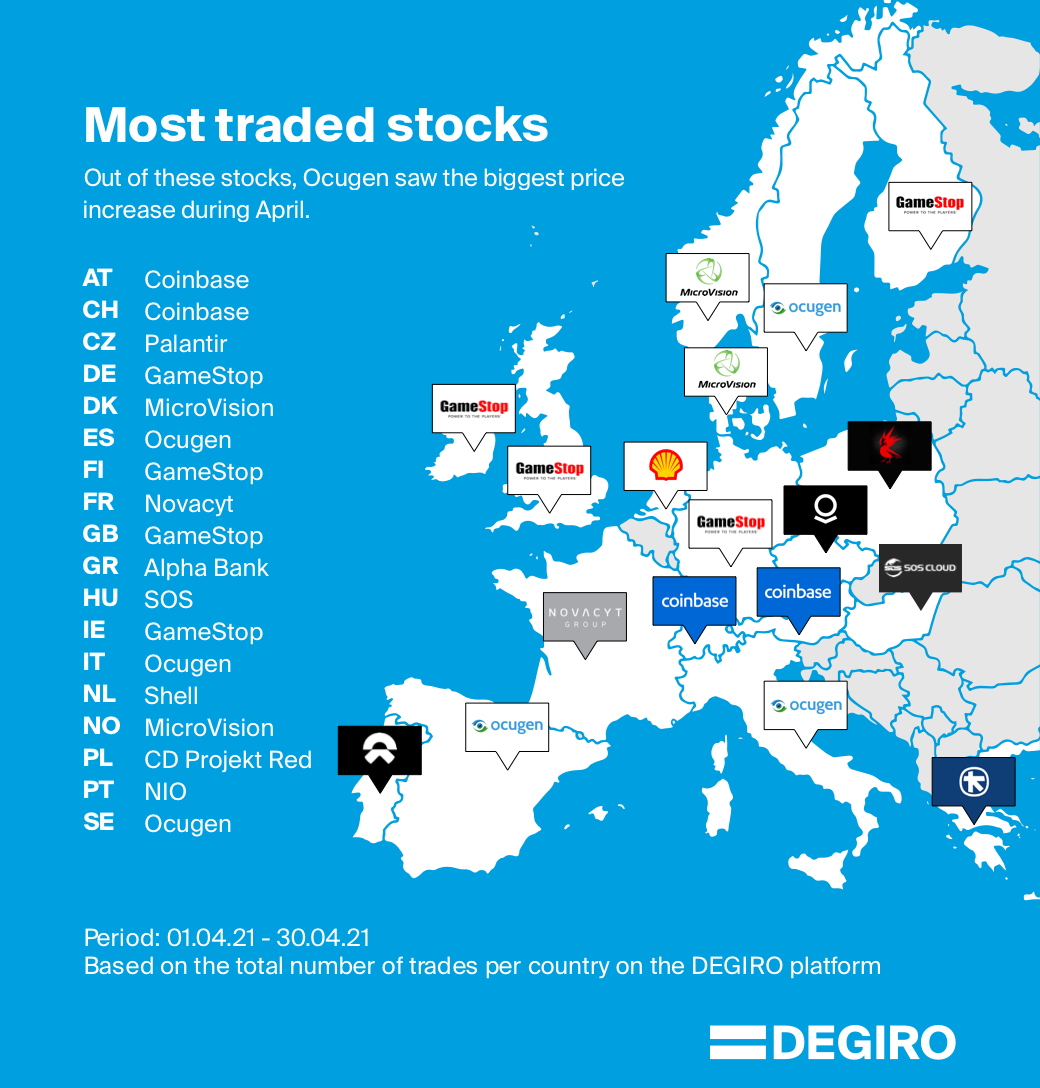 Most traded stocks
Out of these stocks, Ocugen saw the biggest price
increase during April.
AT Coinbase
CH Coinbase
CZ Palantir
DE GameStop
DK MicroVision
ES Ocugen
FI GameStop
FR Novacyt
GB GameStop
GR Alpha Bank
HU SOS
IE GameStop
IT Ocugen
NL Shell
NO MicroVision
PL CD Projekt Red
PT NIO
SE Ocugen
GameStop
POWER TO THE PLAYERS
MICROVISION
ocugen
MICROVISION
GameStop
POWER TO THE PLAYERS
GameStop
POWER TO THE PLAYERS
GameStop
POWER TO THE PLAYERS
SOS SOS CLOUD
coinbase
coinbase
NOVACYT
GROUP
ocugen
ocugen
Period: 01.04.21 - 30.04.21
Based on the total number of trades per country on the DEGIRO platform
DEGIRO